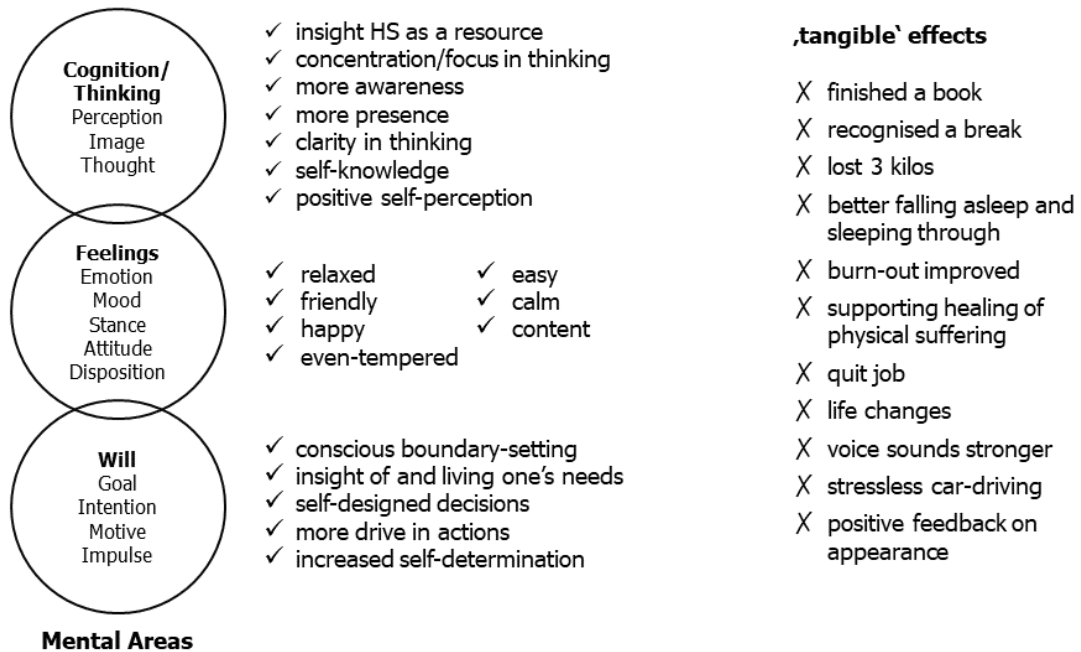 Cognition/
Thinking
Perception
Image
Thought
✓ insight HS as a resource
✓ concentration/focus in thinking
✓ more awareness
✓ more presence
✓ clarity in thinking
✓ self-knowledge
✓ positive self-perception
Feelings
Emotion
Mood
Stance
Attitude
Disposition
✓ relaxed
✓ friendly
✓ happy
✓ even-tempered
✓ easy
✓ calm
✓ content
Will
Goal
Intention
Motive
Impulse
✓ conscious boundary-setting
✓ insight of and living one’s needs
✓ self-designed decisions
✓ more drive in actions
✓ increased self-determination
Mental Areas
‚tangible‘ effects
╳ finished a book
╳ recognised a break
╳ lost 3 kilos
╳ better falling asleep and
sleeping through
╳ burn-out improved
╳ supporting healing of
physical suffering
╳ quit job
╳ life changes
╳ voice sounds stronger
╳ stressless car-driving
╳ positive feedback on
appearance